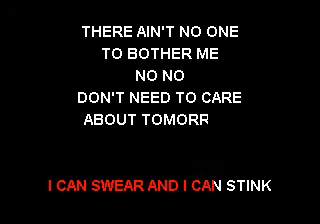 THERE AIN'T NO ONE
TO BOTHER ME
NO NO
DON'T NEED TO CARE
ABOUT TOMORR
I CAN SWEAR AND I CAN STINK